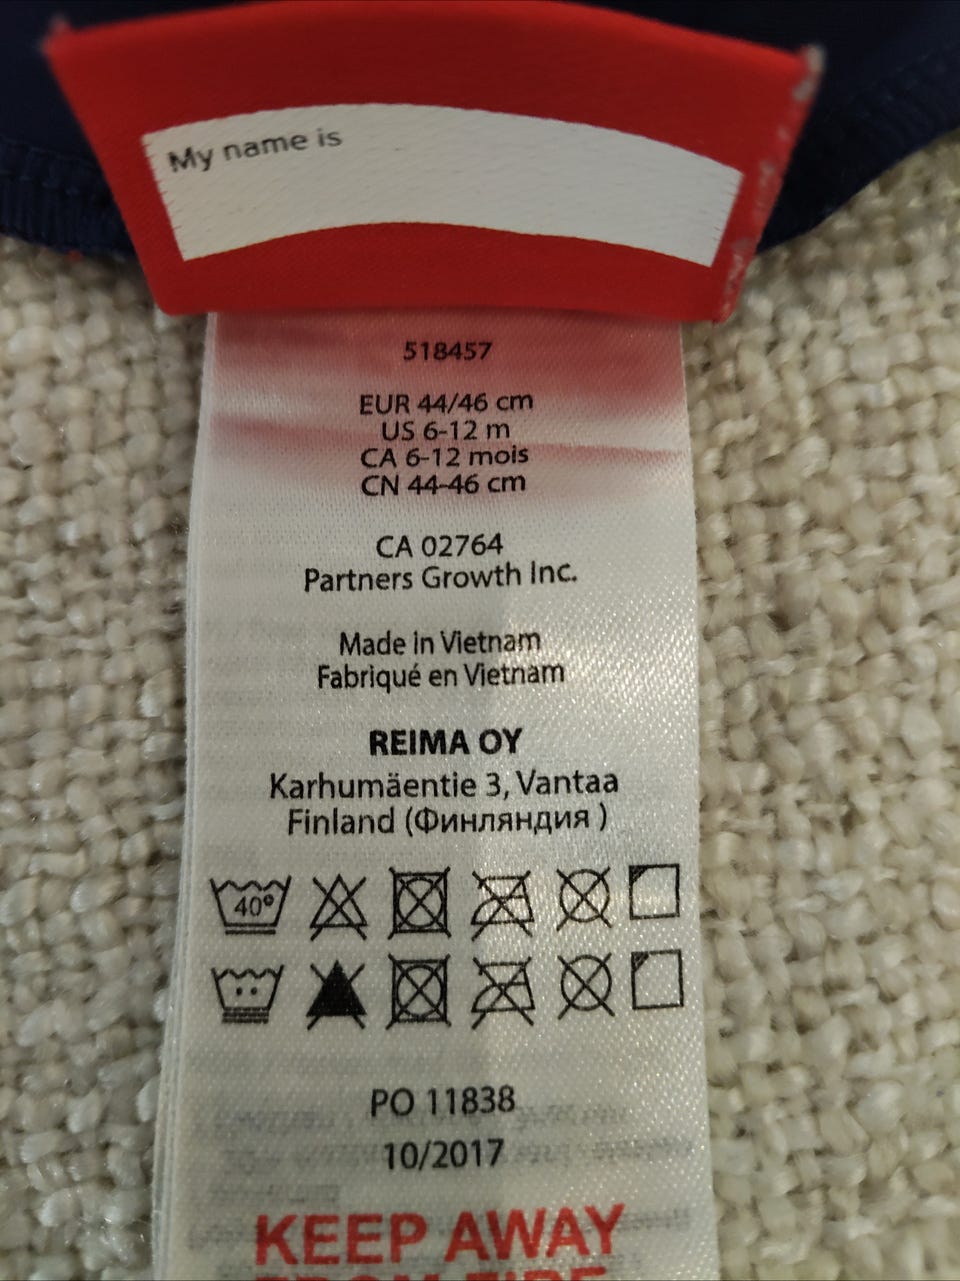 My name is
518457
EUR 44/46 cm
US 6-12 m
CA 6-12 mois
CN 44-46 cm
CA 02764
Partners Growth Inc.
Made in Vietnam
Fabriqué en Vietnam
REIMA OY
Karhumäentie 3, Vantaa
Finland (Финляндия )
40°
PO 11838
10/2017
KEEP AWAY